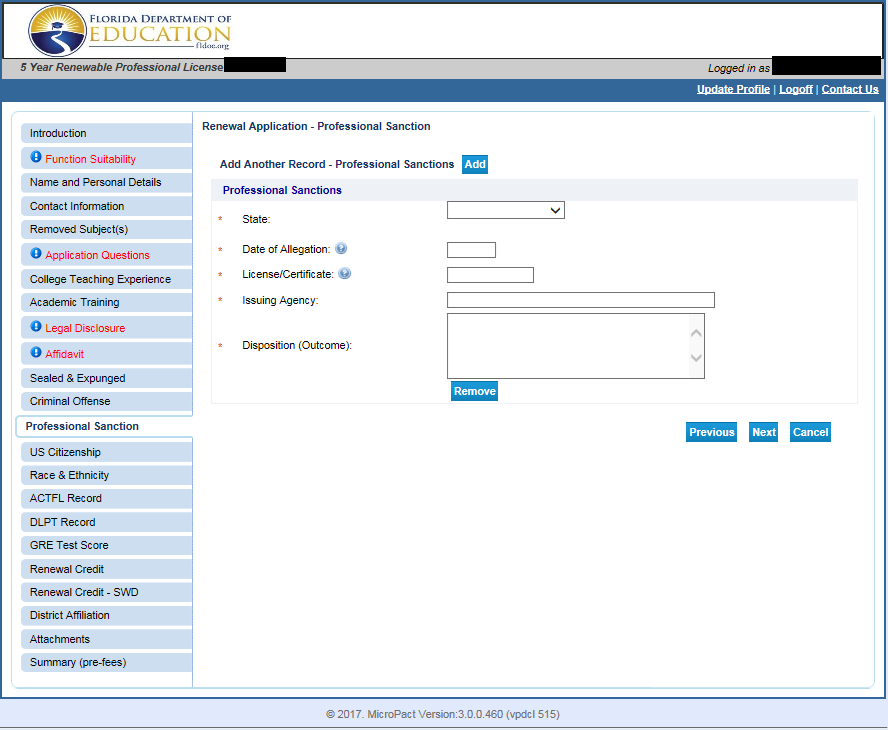 FLORIDA DEPARTMENT OF
EDUCATION
fldoe.org
5 Year Renewable Professional License
Logged in as
Update Profile | Logoff | Contact Us
Introduction
Function Suitability
Name and Personal Details
Contact Information
Removed Subject(s)
Application Questions
College Teaching Experience
Academic Training
Legal Disclosure
Affidavit
Sealed & Expunged
Criminal Offense
Professional Sanction
US Citizenship
Race & Ethnicity
ACTFL Record
DLPT Record
GRE Test Score
Renewal Credit
Renewal Credit - SWD
District Affiliation
Attachments
Summary (pre-fees)
Renewal Application - Professional Sanction
Add Another Record - Professional Sanctions Add
Professional Sanctions
* State:
* Date of Allegation: ?
* License/Certificate: ?
* Issuing Agency:
* Disposition (Outcome):
Remove
Previous Next Cancel
© 2017. MicroPact Version:3.0.0.460 (vpdcl 515)